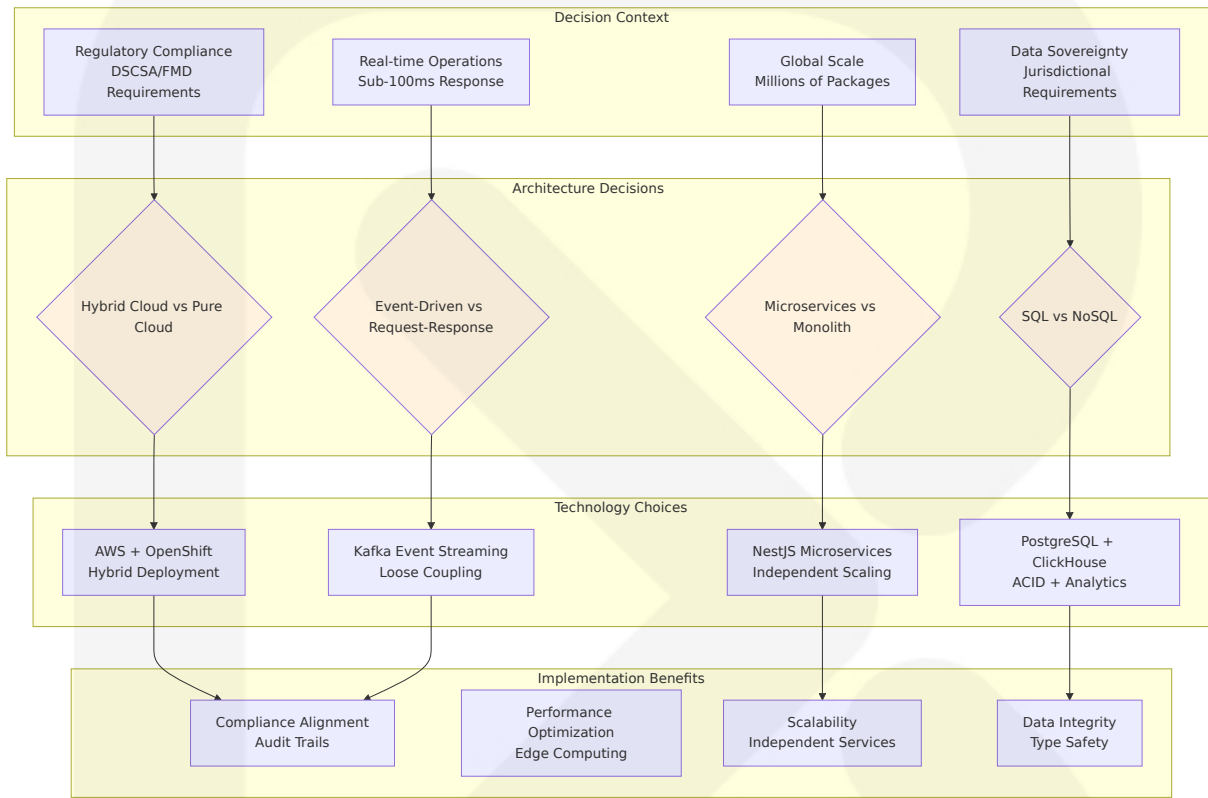 Decision Context
Regulatory Compliance
DSCSA/FMD
Requirements
Real-time Operations
Sub-100ms Response
Global Scale
Millions of Packages
Data Sovereignty
Jurisdictional
Requirements
Architecture Decisions
Hybrid Cloud vs Pure
Cloud
Event-Driven vs
Request-Response
Microservices vs
Monolith
SQL vs NoSQL
Technology Choices
AWS + OpenShift
Hybrid Deployment
Kafka Event Streaming
Loose Coupling
NestJS Microservices
Independent Scaling
PostgreSQL +
ClickHouse
ACID + Analytics
Implementation Benefits
Compliance Alignment
Audit Trails
Performance
Optimization
Edge Computing
Scalability
Independent Services
Data Integrity
Type Safety